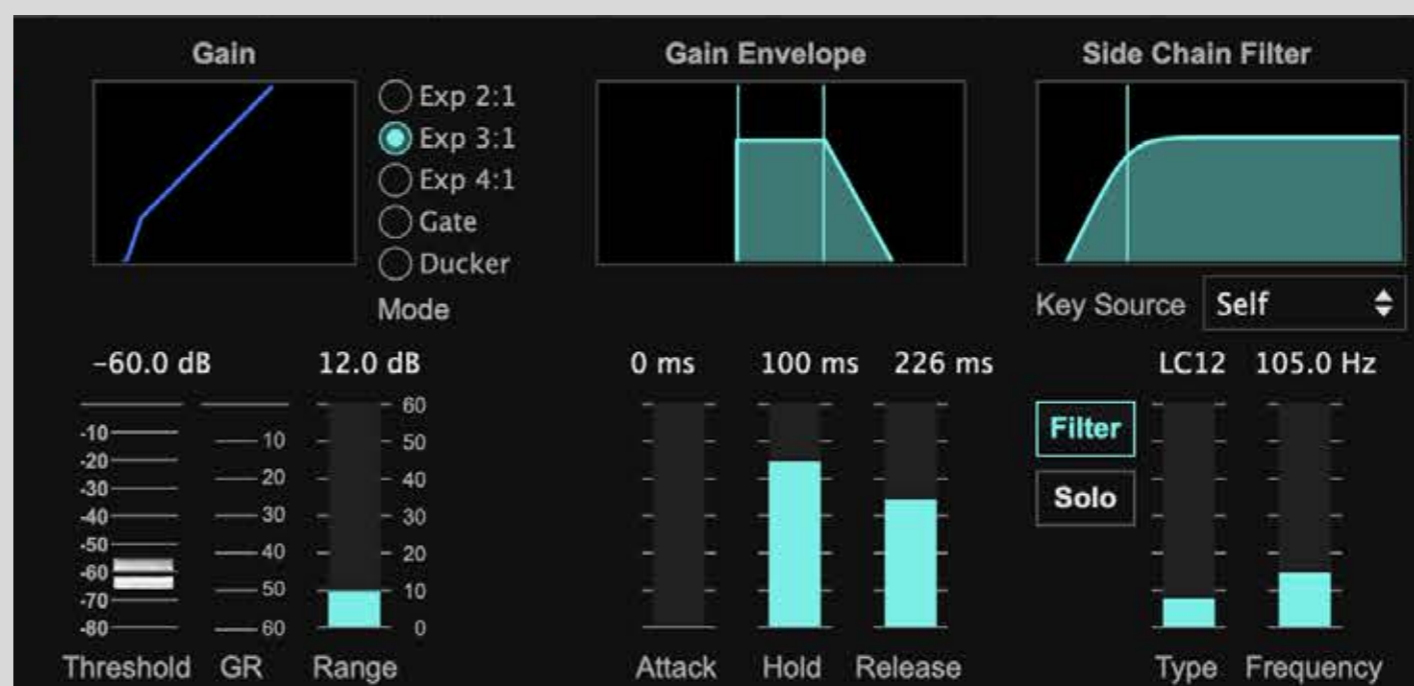 Gain
Exp 2:1
Exp 3:1
Exp 4:1
Gate
Ducker
Mode
Gain Envelope
Side Chain Filter
Key Source Self
-60.0 dB 12.0 dB
-10
-20
-30
-40
-50
-60
-70
-80
10
20
30
40
50
60
60
50
40
30
20
10
0
Threshold GR Range
0 ms 100 ms 226 ms
Attack Hold Release
LC12 105.0 Hz
Filter
Solo
Type Frequency